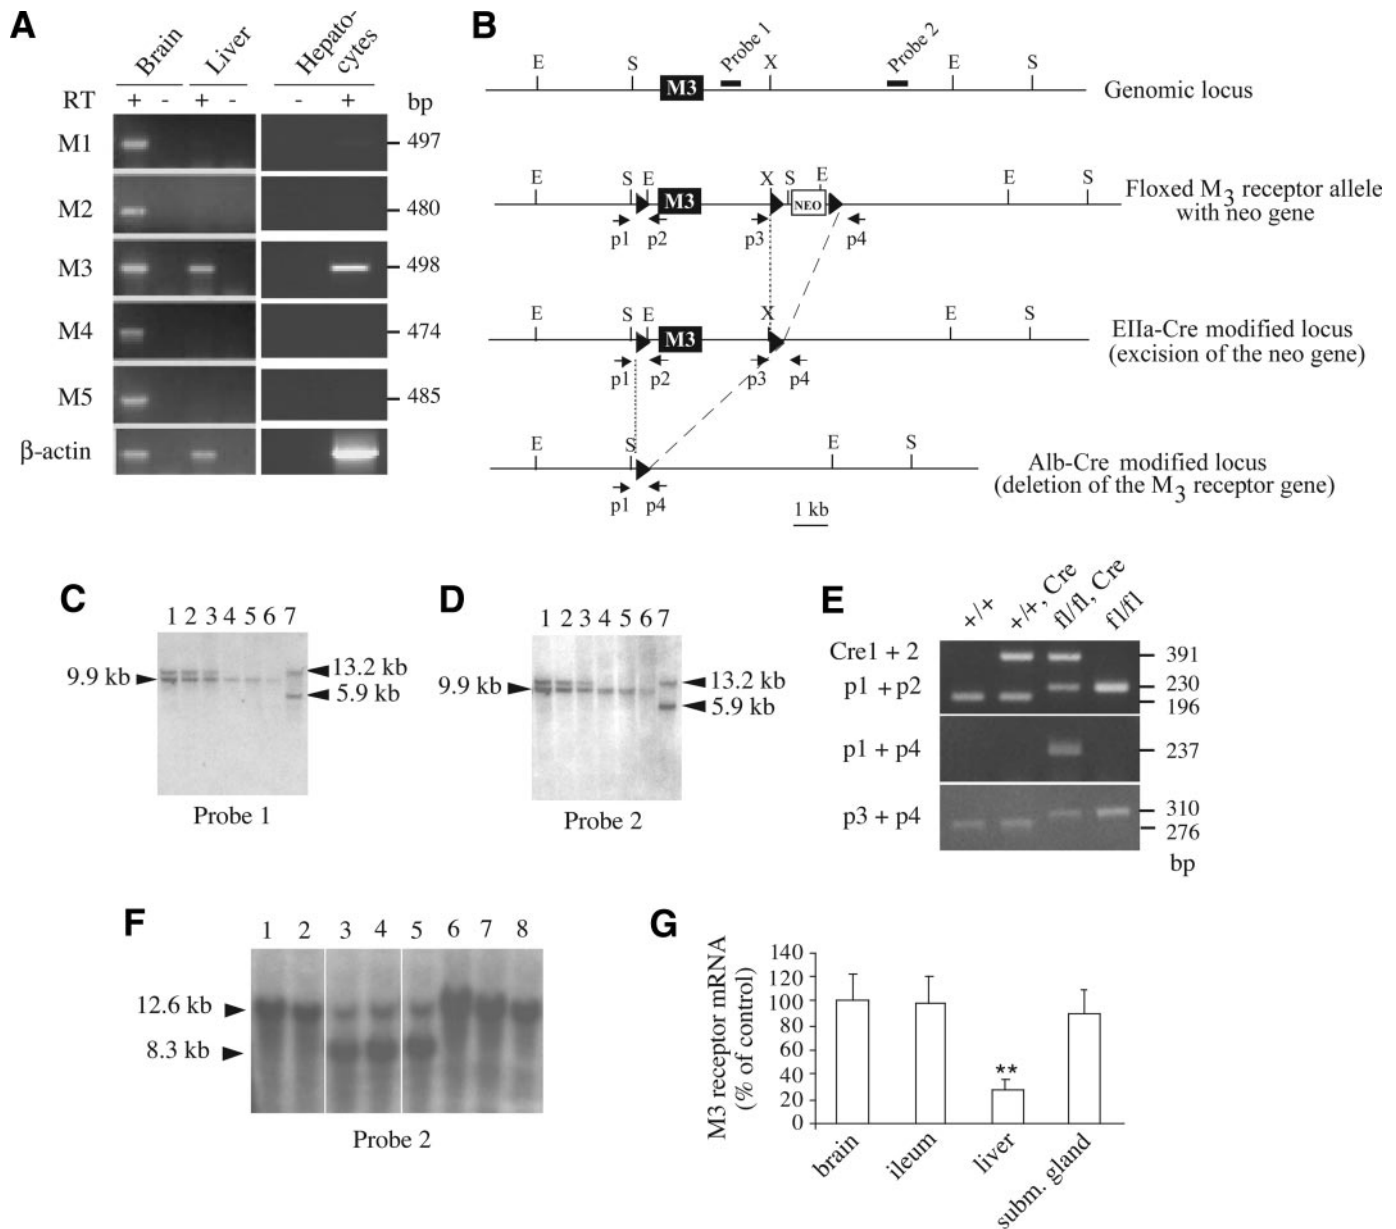 A
Brain
Liver
Hepato-
cytes
RT + - + - - + bp
M1 497
M2 480
M3 498
M4 474
M5 485
β-actin
B
E S M3 Probe 1 X Probe 2 E S
Genomic locus
E S E M3 X S NEO E E S
p1 p2 p3 p4
Floxed M3 receptor allele
with neo gene
E S E M3 X E S
p1 p2 p3 p4
EIIa-Cre modified locus
(excision of the neo gene)
E S E S
p1 p4
Alb-Cre modified locus
(deletion of the M3 receptor gene)
1 kb
C
1 2 3 4 5 6 7
9.9 kb
13.2 kb
5.9 kb
Probe 1
D
1 2 3 4 5 6 7
9.9 kb
13.2 kb
5.9 kb
Probe 2
E
+/+
+/+, Cre
fl/fl, Cre
fl/fl
Cre1 + 2 391
p1 + p2 230
196
p1 + p4 237
p3 + p4 310
276
bp
F
1 2 3 4 5 6 7 8
12.6 kb
8.3 kb
Probe 2
G
M3 receptor mRNA
(% of control)
140
120
100
80
60
40
20
0
**
brain
ileum
liver
subm. gland